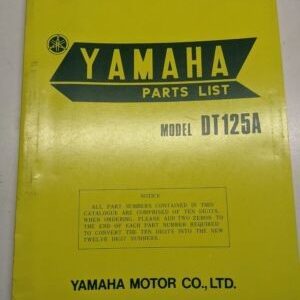 YAMAHA
PARTS LIST
MODEL DT125A
NOTICE
ALL PART NUMBERS CONTAINED IN THIS
CATALOGUE ARE COMPRISED OF TEN DIGITS,
WHEN ORDERING, PLEASE ADD TWO ZEROS TO
THE END OF EACH PART NUMBER REQUIRED
TO CONVERT THE TEN DIGITS INTO THE NEW
TWELVE DIGIT NUMBERS.
YAMAHA MOTOR CO., LTD.